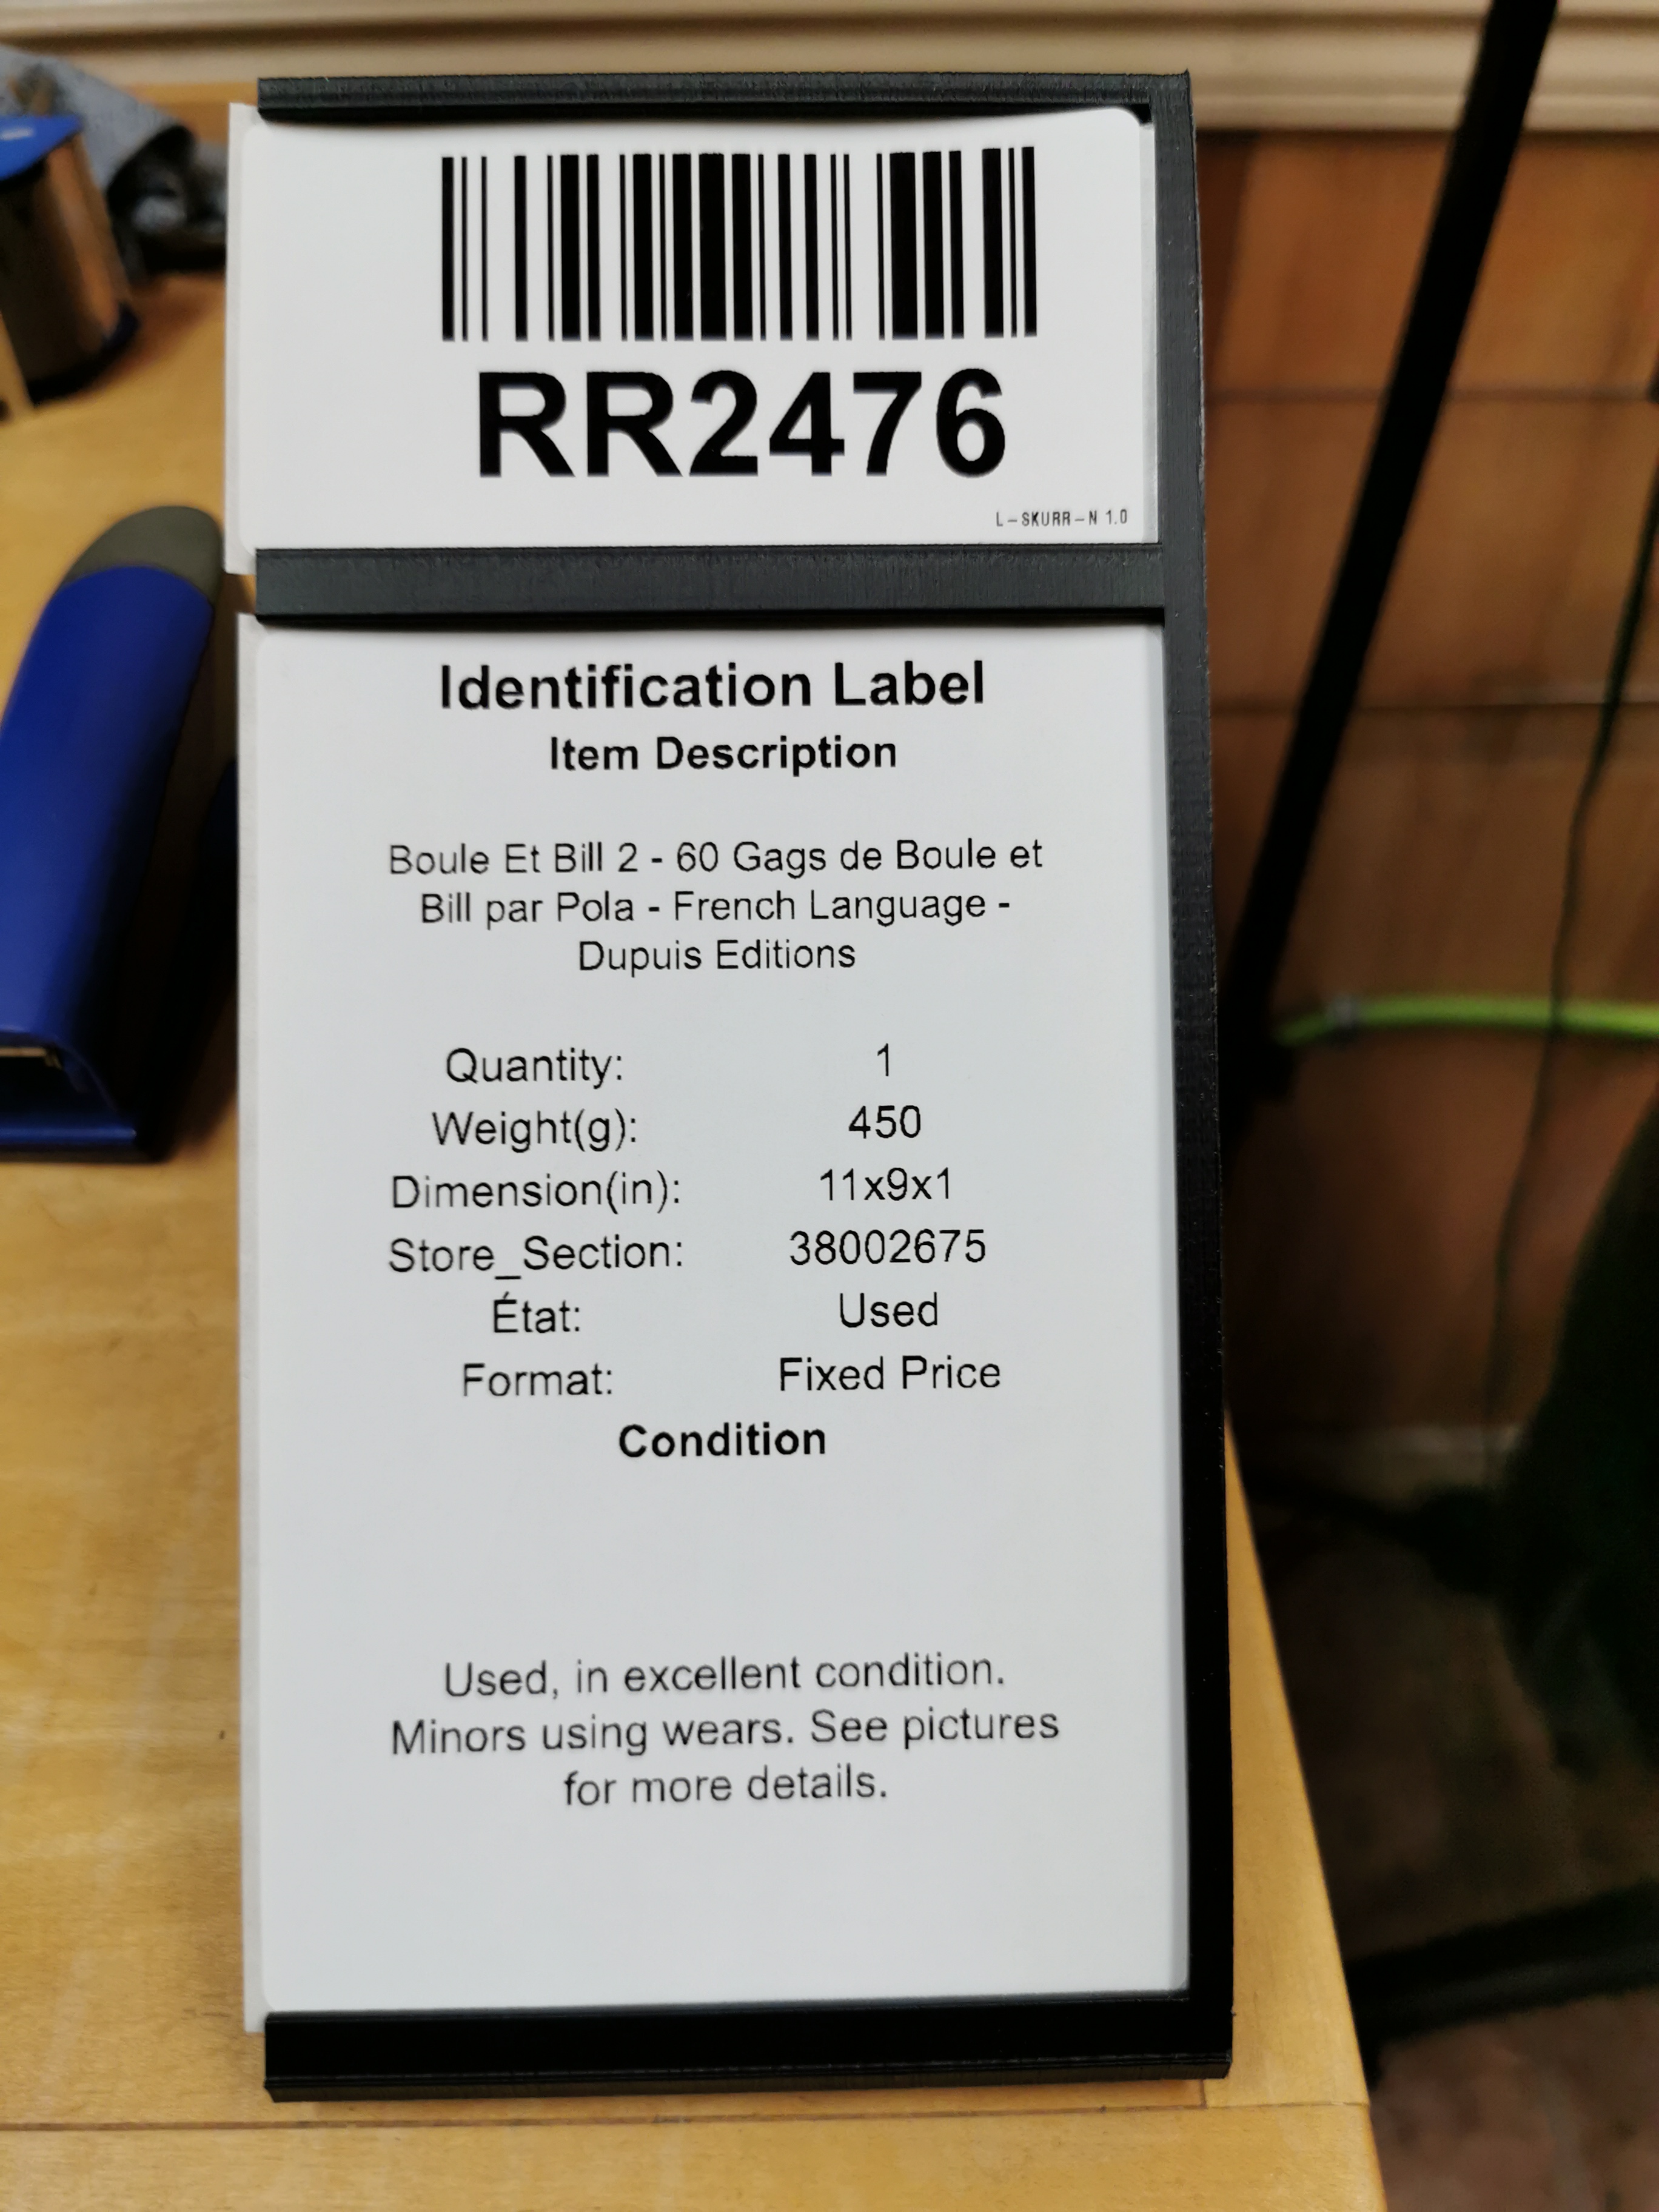 RR2476
L-SKURR-N 1.0
Identification Label
Item Description
Boule Et Bill 2 - 60 Gags de Boule et
Bill par Pola - French Language -
Dupuis Editions
Quantity: 1
Weight(g): 450
Dimension(in): 11x9x1
Store_Section: 38002675
État: Used
Format: Fixed Price
Condition
Used, in excellent condition.
Minors using wears. See pictures
for more details.